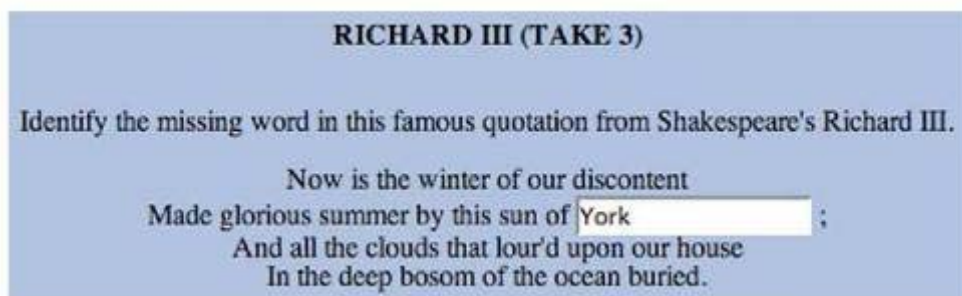 RICHARD III (TAKE 3)
Identify the missing word in this famous quotation from Shakespeare's Richard III.
Now is the winter of our discontent
Made glorious summer by this sun of York ;
And all the clouds that lour'd upon our house
In the deep bosom of the ocean buried.